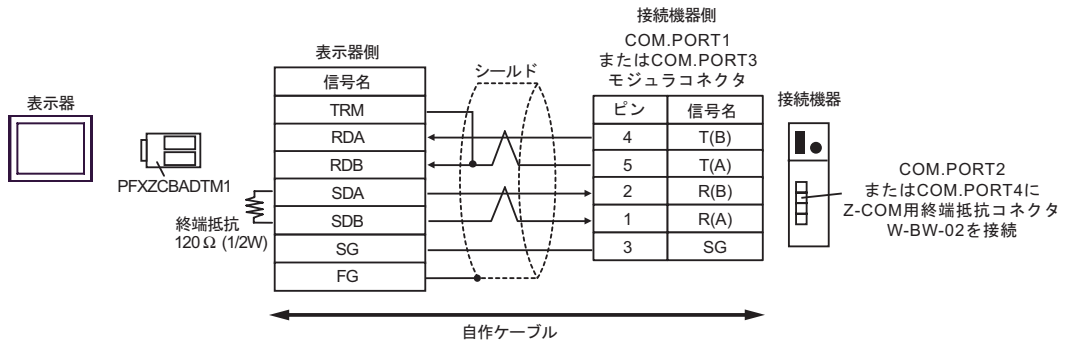 接続機器側
COM.PORT1
またはCOM.PORT3
モジュラコネクタ
表示器側
シールド
信号名
ピン 信号名
TRM
RDA
RDB
SDA
SDB
SG
FG
4 T(B)
5 T(A)
2 R(B)
1 R(A)
3 SG
表示器
PFXZCBADTM1
終端抵抗
120Ω (1/2W)
接続機器
COM.PORT2
またはCOM.PORT4に
Z-COM用終端抵抗コネクタ
W-BW-02を接続
自作ケーブル